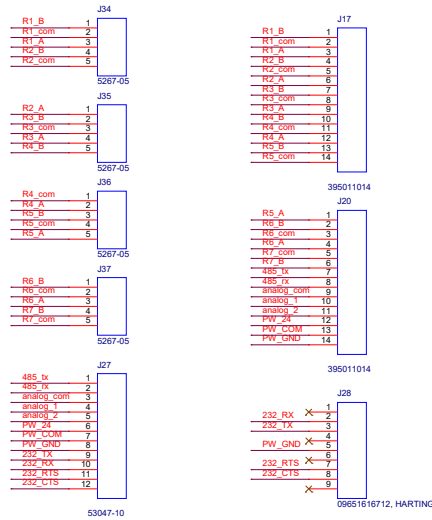 J34
R1_B 1
R1_com 2
R1_A 3
R2_B 4
R2_com 5
5267-05
J35
R2_A 1
R3_B 2
R3_com 3
R3_A 4
R4_B 5
5267-05
J36
R4_com 1
R4_A 2
R5_B 3
R5_com 4
R5_A 5
5267-05
J37
R6_B 1
R6_com 2
R6_A 3
R7_B 4
R7_com 5
5267-05
J27
485_tx 1
485_rx 2
analog_com 3
analog_1 4
analog_2 5
PW_24 6
PW_COM 7
PW_GND 8
232_TX 9
232_RX 10
232_RTS 11
232_CTS 12
53047-10
J17
R1_B 1
R1_com 2
R1_A 3
R2_B 4
R2_com 5
R2_A 6
R3_B 7
R3_com 8
R3_A 9
R4_B 10
R4_com 11
R4_A 12
R5_B 13
R5_com 14
395011014
J20
R5_A 1
R6_B 2
R6_com 3
R6_A 4
R7_com 5
R7_B 6
485_tx 7
485_rx 8
analog_com 9
analog_1 10
analog_2 11
PW_24 12
PW_COM 13
PW_GND 14
395011014
J28
1
232_RX 2
232_TX 3
4
PW_GND 5
6
232_RTS 7
232_CTS 8
9
09651616712, HARTING